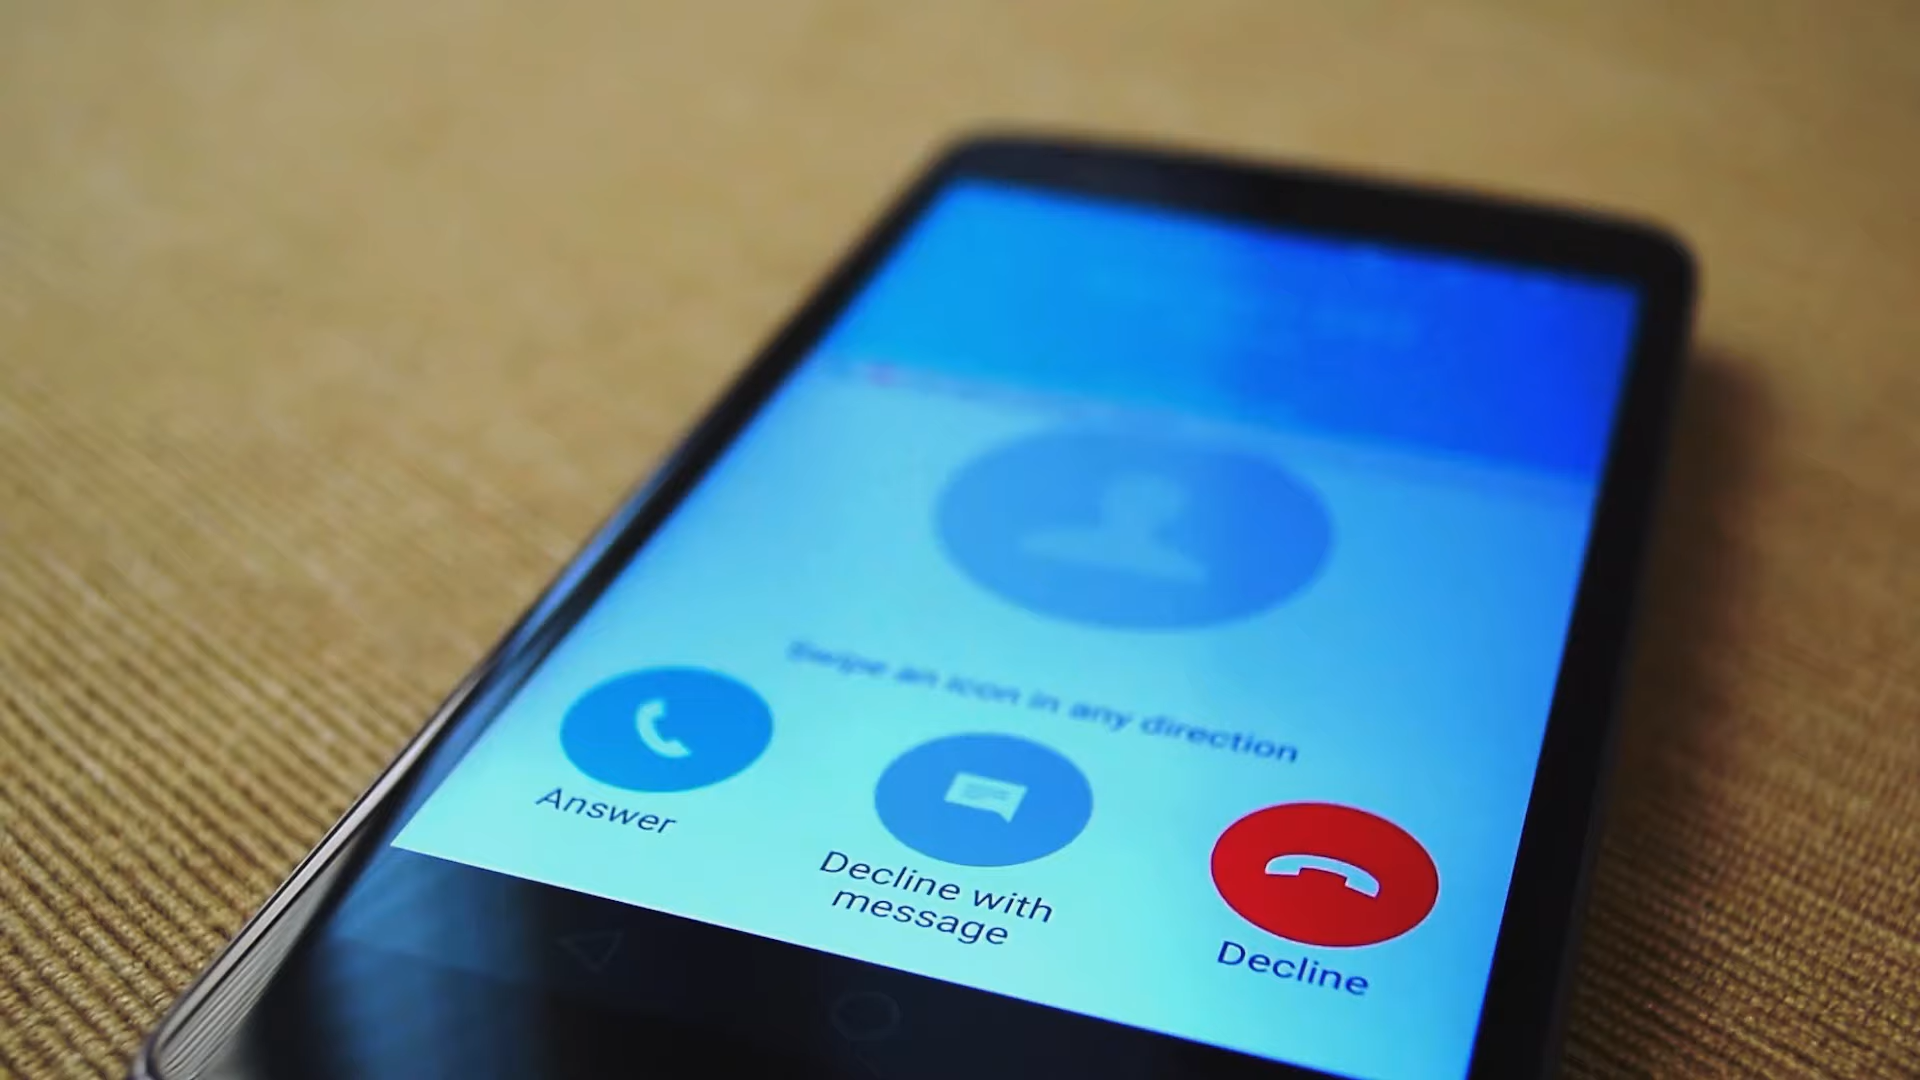 Swipe an icon in any direction
Answer
Decline with
message
Decline